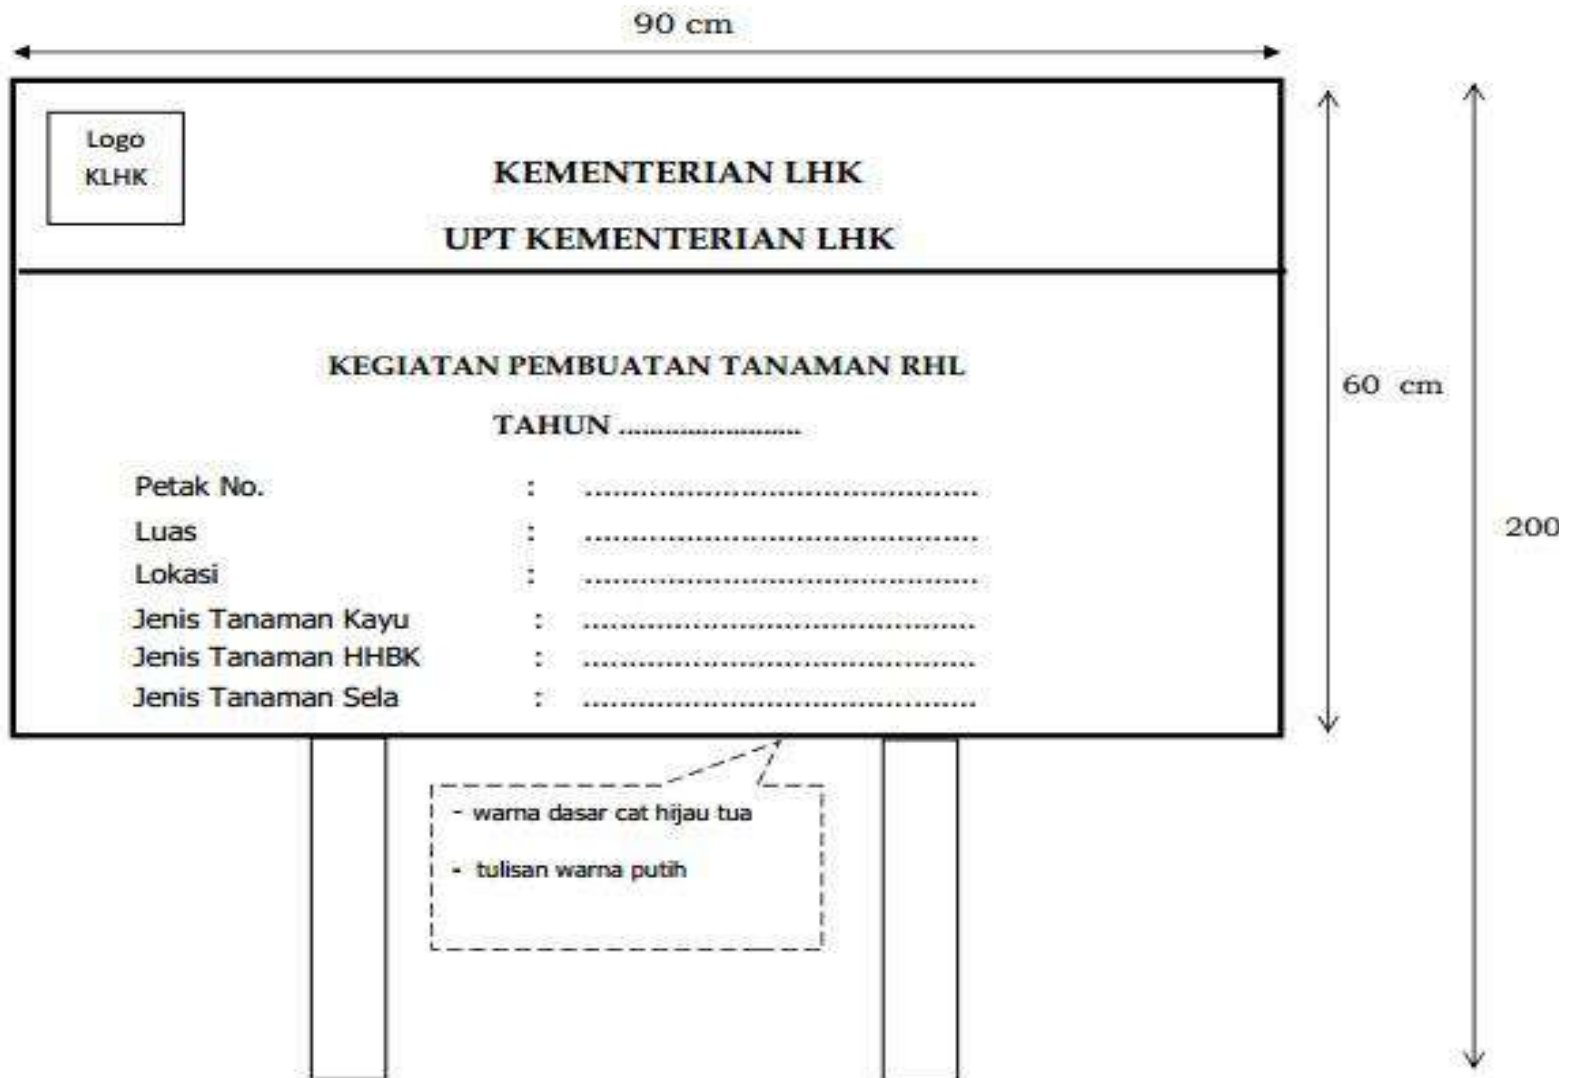 90 cm
Logo
KLHK
KEMENTERIAN LHK
UPT KEMENTERIAN LHK
KEGIATAN PEMBUATAN TANAMAN RHL
TAHUN ........................
60 cm
Petak No. : ............................................
Luas : ............................................
200
Lokasi : ............................................
Jenis Tanaman Kayu : ............................................
Jenis Tanaman HHBK : ............................................
Jenis Tanaman Sela : ............................................
- warna dasar cat hijau tua
- tulisan warna putih